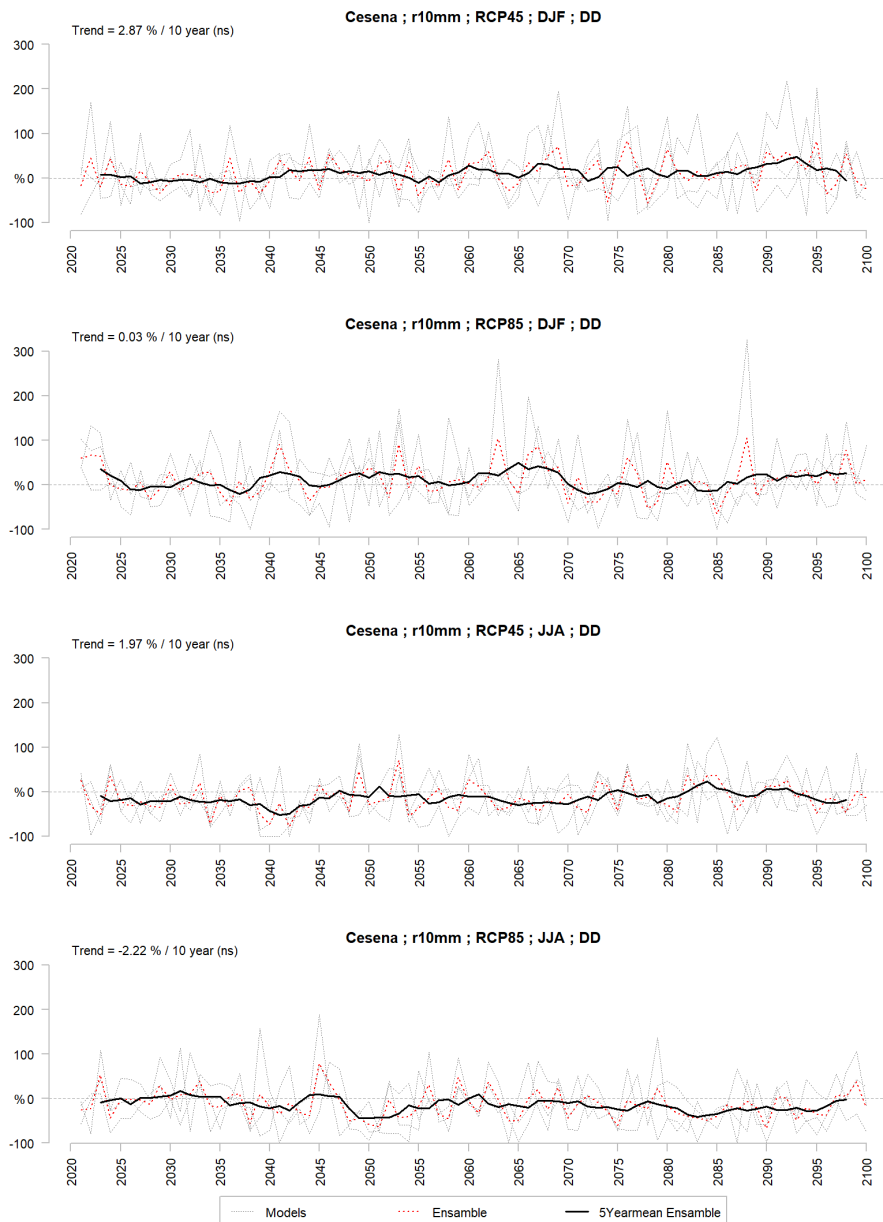 Cesena ; r10mm ; RCP45 ; DJF ; DD
Trend = 2.87 % / 10 year (ns)
300
200
100
% 0
-100
2020 2025 2030 2035 2040 2045 2050 2055 2060 2065 2070 2075 2080 2085 2090 2095 2100
Cesena ; r10mm ; RCP85 ; DJF ; DD
Trend = 0.03 % / 10 year (ns)
300
200
100
% 0
-100
2020 2025 2030 2035 2040 2045 2050 2055 2060 2065 2070 2075 2080 2085 2090 2095 2100
Cesena ; r10mm ; RCP45 ; JJA ; DD
Trend = 1.97 % / 10 year (ns)
300
200
100
% 0
-100
2020 2025 2030 2035 2040 2045 2050 2055 2060 2065 2070 2075 2080 2085 2090 2095 2100
Cesena ; r10mm ; RCP85 ; JJA ; DD
Trend = -2.22 % / 10 year (ns)
300
200
100
% 0
-100
2020 2025 2030 2035 2040 2045 2050 2055 2060 2065 2070 2075 2080 2085 2090 2095 2100
Models Ensamble 5Yearmean Ensamble